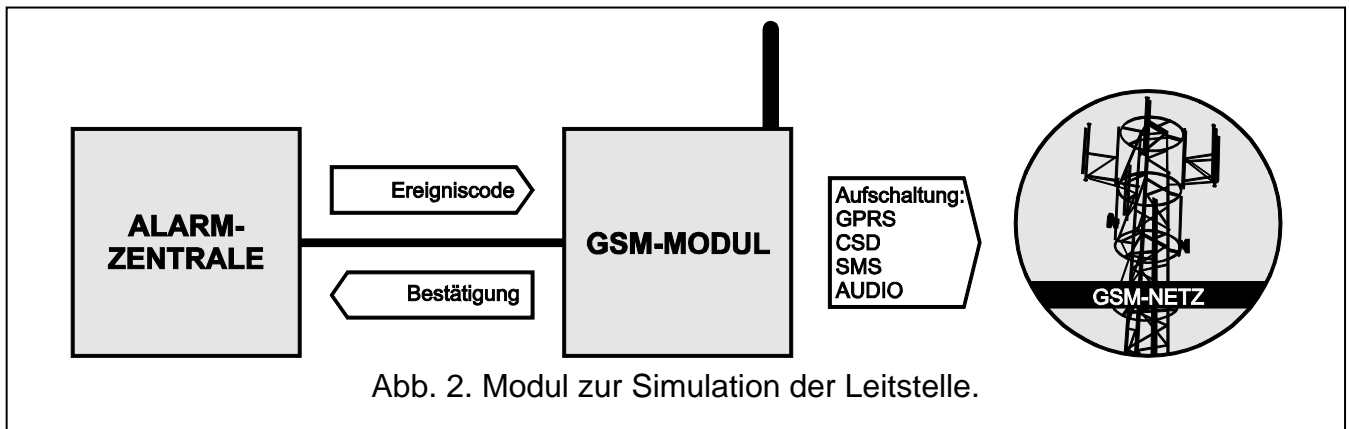 ALARM-
ZENTRALE
Ereigniscode
Bestätigung
GSM-MODUL
Aufschaltung:
GPRS
CSD
SMS
AUDIO
GSM-NETZ
Abb. 2. Modul zur Simulation der Leitstelle.